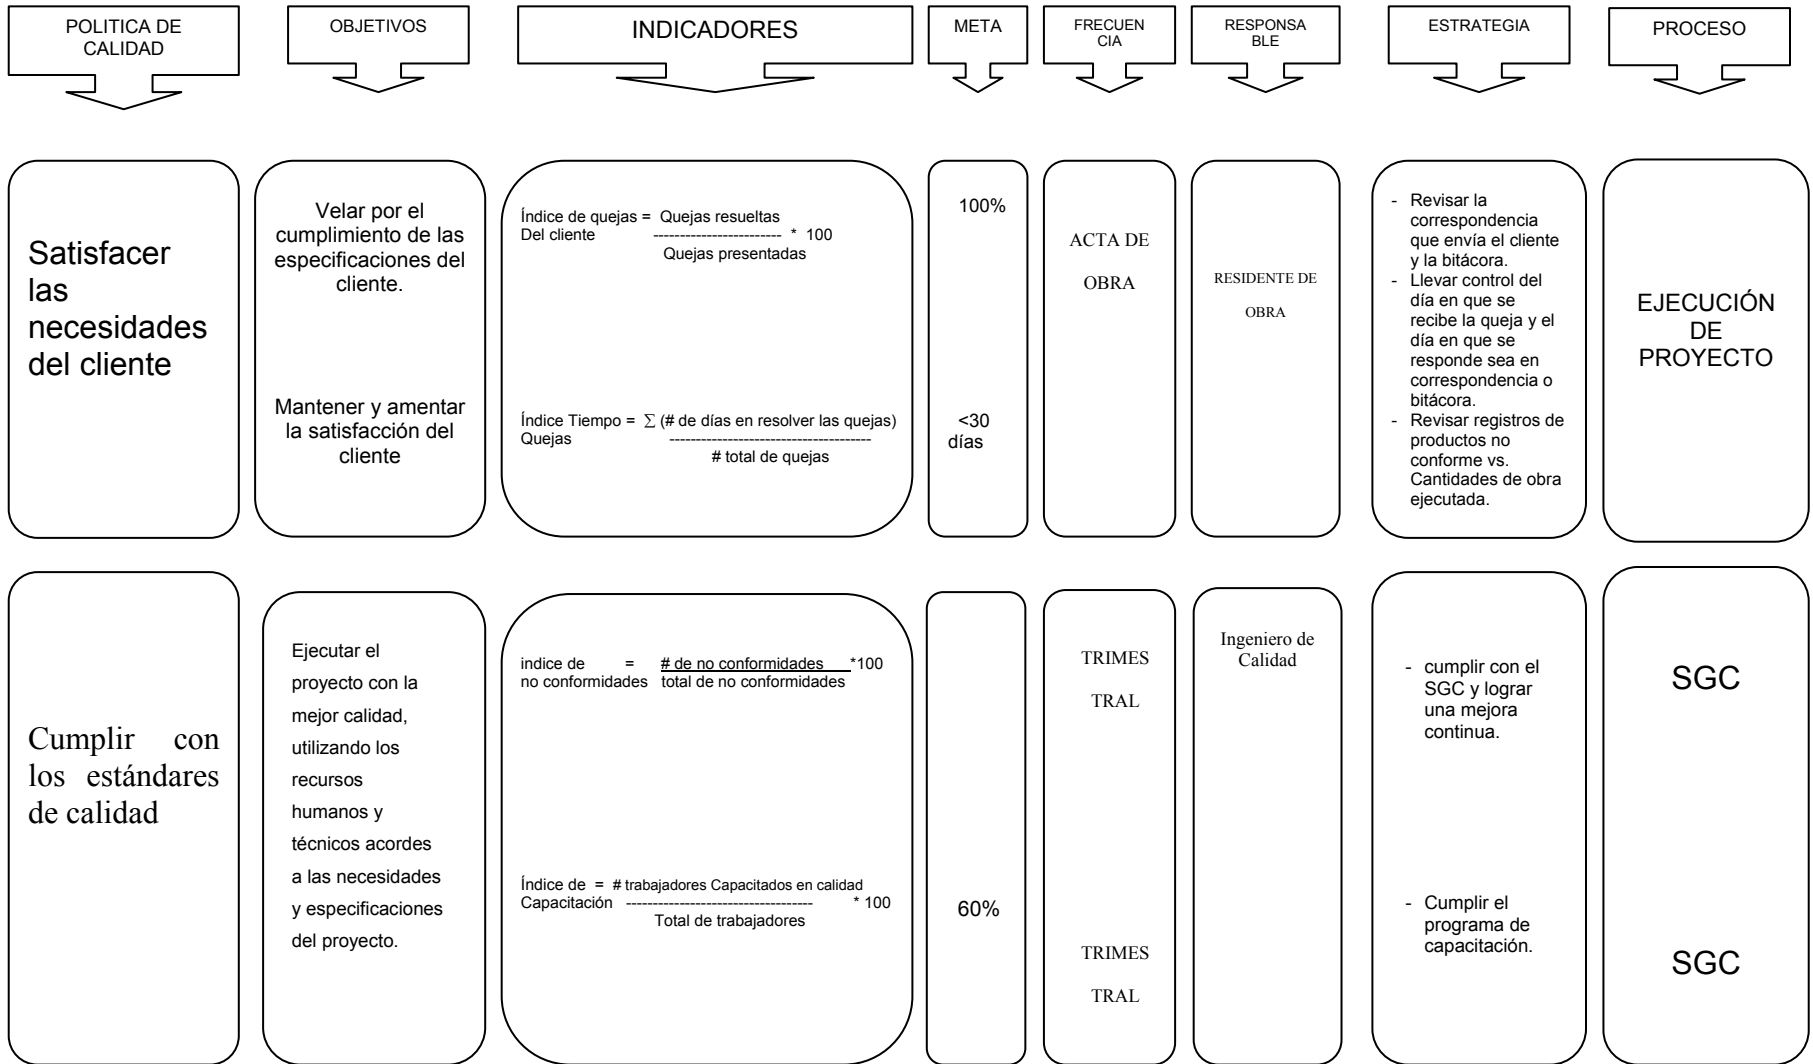 POLITICA DE
CALIDAD
OBJETIVOS
INDICADORES
META
FRECUEN
CIA
RESPONSA
BLE
ESTRATEGIA
PROCESO
Satisfacer
las
necesidades
del cliente
Velar por el
cumplimiento de las
especificaciones del
cliente.
Mantener y amentar
la satisfacción del
cliente
Índice de quejas = Quejas resueltas
Del cliente ------------------------- * 100
Quejas presentadas
Índice Tiempo = ∑ (# de días en resolver las quejas)
Quejas ---------------------------------------
# total de quejas
100%
<30
días
ACTA DE
OBRA
RESIDENTE DE
OBRA
- Revisar la
correspondencia
que envía el cliente
y la bitácora.
- Llevar control del
día en que se
recibe la queja y el
día en que se
responde sea en
correspondencia o
bitácora.
- Revisar registros de
productos no
conforme vs.
Cantidades de obra
ejecutada.
EJECUCIÓN
DE
PROYECTO
Cumplir con
los estándares
de calidad
Ejecutar el
proyecto con la
mejor calidad,
utilizando los
recursos
humanos y
técnicos acordes
a las necesidades
y especificaciones
del proyecto.
indice de = # de no conformidades *100
no conformidades total de no conformidades
Índice de = # trabajadores Capacitados en calidad
Capacitación ------------------------------------ * 100
Total de trabajadores
60%
TRIMES
TRAL
TRIMES
TRAL
Ingeniero de
Calidad
- cumplir con el
SGC y lograr
una mejora
continua.
- Cumplir el
programa de
capacitación.
SGC
SGC